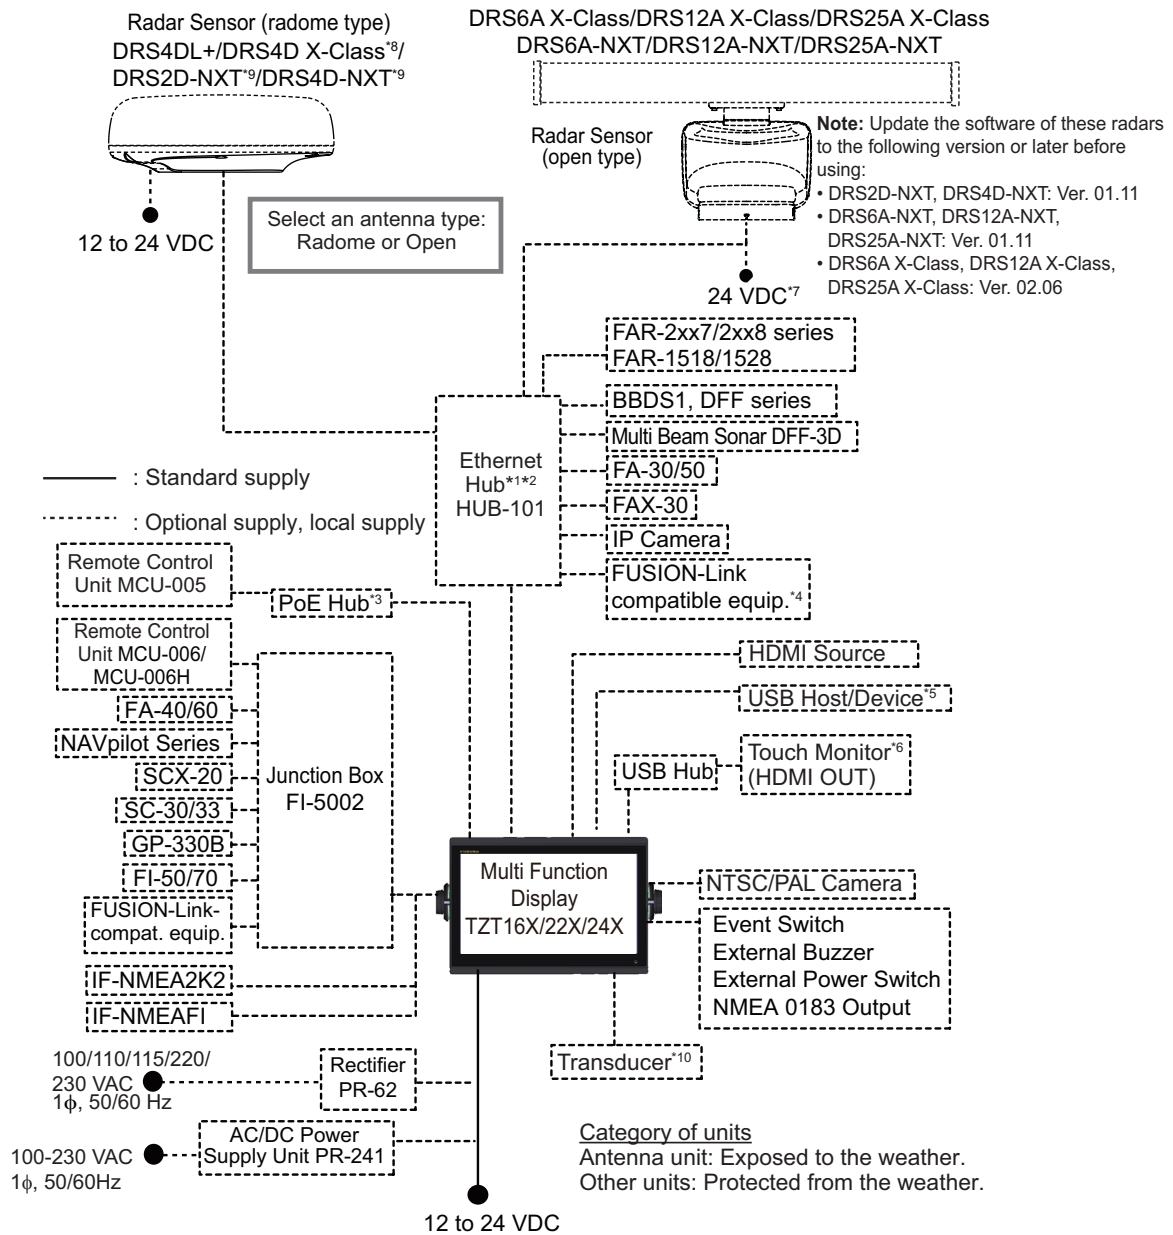 Radar Sensor (radome type)
DRS4DL+/DRS4D X-Class*8/
DRS2D-NXT*9/DRS4D-NXT*9
12 to 24 VDC
DRS6A X-Class/DRS12A X-Class/DRS25A X-Class
DRS6A-NXT/DRS12A-NXT/DRS25A-NXT
Radar Sensor
(open type)
Note: Update the software of these radars
to the following version or later before
using:
• DRS2D-NXT, DRS4D-NXT: Ver. 01.11
• DRS6A-NXT, DRS12A-NXT,
DRS25A-NXT: Ver. 01.11
• DRS6A X-Class, DRS12A X-Class,
DRS25A X-Class: Ver. 02.06
Select an antenna type:
Radome or Open
24 VDC*7
FAR-2xx7/2xx8 series
FAR-1518/1528
BBDS1, DFF series
Multi Beam Sonar DFF-3D
FA-30/50
FAX-30
IP Camera
FUSION-Link
compatible equip.*4
Ethernet
Hub*1*2
HUB-101
: Standard supply
: Optional supply, local supply
Remote Control
Unit MCU-005
PoE Hub*3
Remote Control
Unit MCU-006/
MCU-006H
FA-40/60
NAVpilot Series
SCX-20
SC-30/33
GP-330B
FI-50/70
FUSION-Link-
compat. equip.
Junction Box
FI-5002
IF-NMEA2K2
IF-NMEAFI
HDMI Source
USB Host/Device*5
USB Hub
Touch Monitor*6
(HDMI OUT)
Multi Function
Display
TZT16X/22X/24X
NTSC/PAL Camera
Event Switch
External Buzzer
External Power Switch
NMEA 0183 Output
Transducer*10
100/110/115/220/
230 VAC
1ϕ, 50/60 Hz
Rectifier
PR-62
100-230 VAC
1ϕ, 50/60Hz
AC/DC Power
Supply Unit PR-241
12 to 24 VDC
Category of units
Antenna unit: Exposed to the weather.
Other units: Protected from the weather.